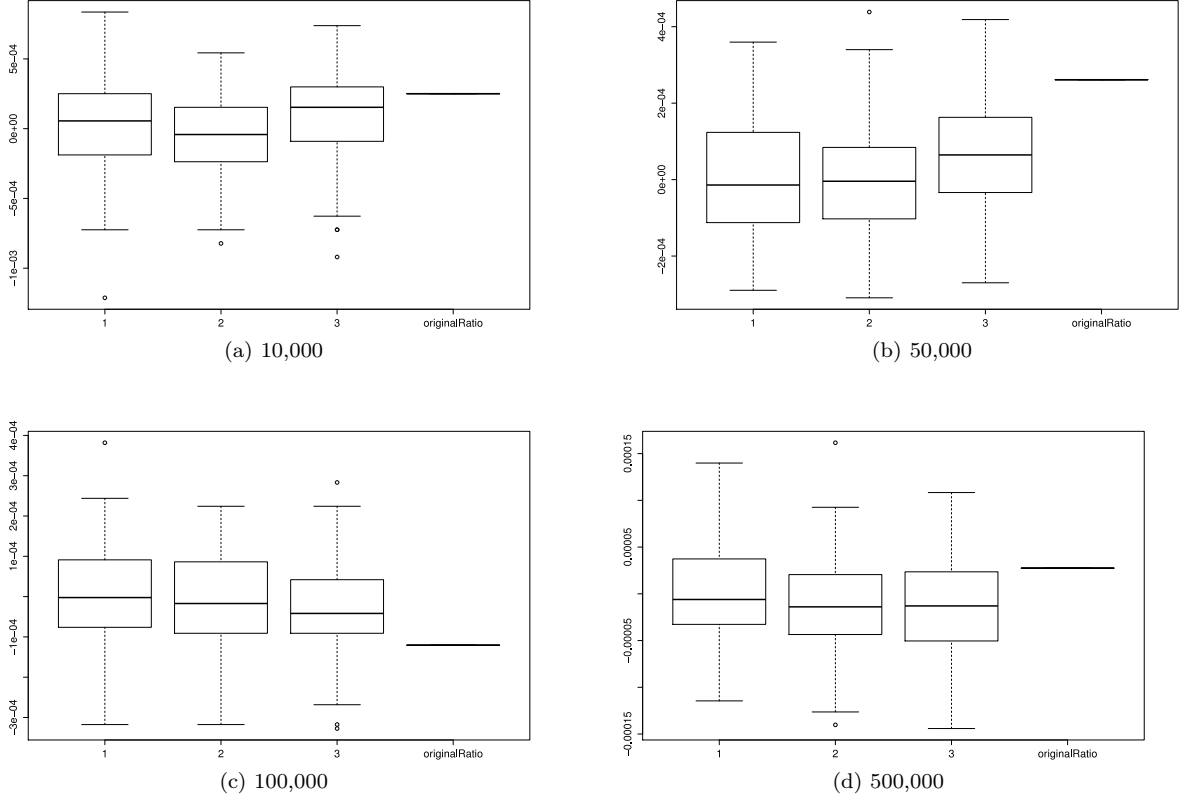 5e−04
0e+00
−5e−04
−1e−03
1 2 3 originalRatio
(a) 10,000
4e−04
2e−04
0e+00
−2e−04
1 2 3 originalRatio
(b) 50,000
4e−04
3e−04
2e−04
1e−04
−1e−04
−3e−04
1 2 3 originalRatio
(c) 100,000
0.00015
0.00005
−0.00005
−0.00015
1 2 3 originalRatio
(d) 500,000